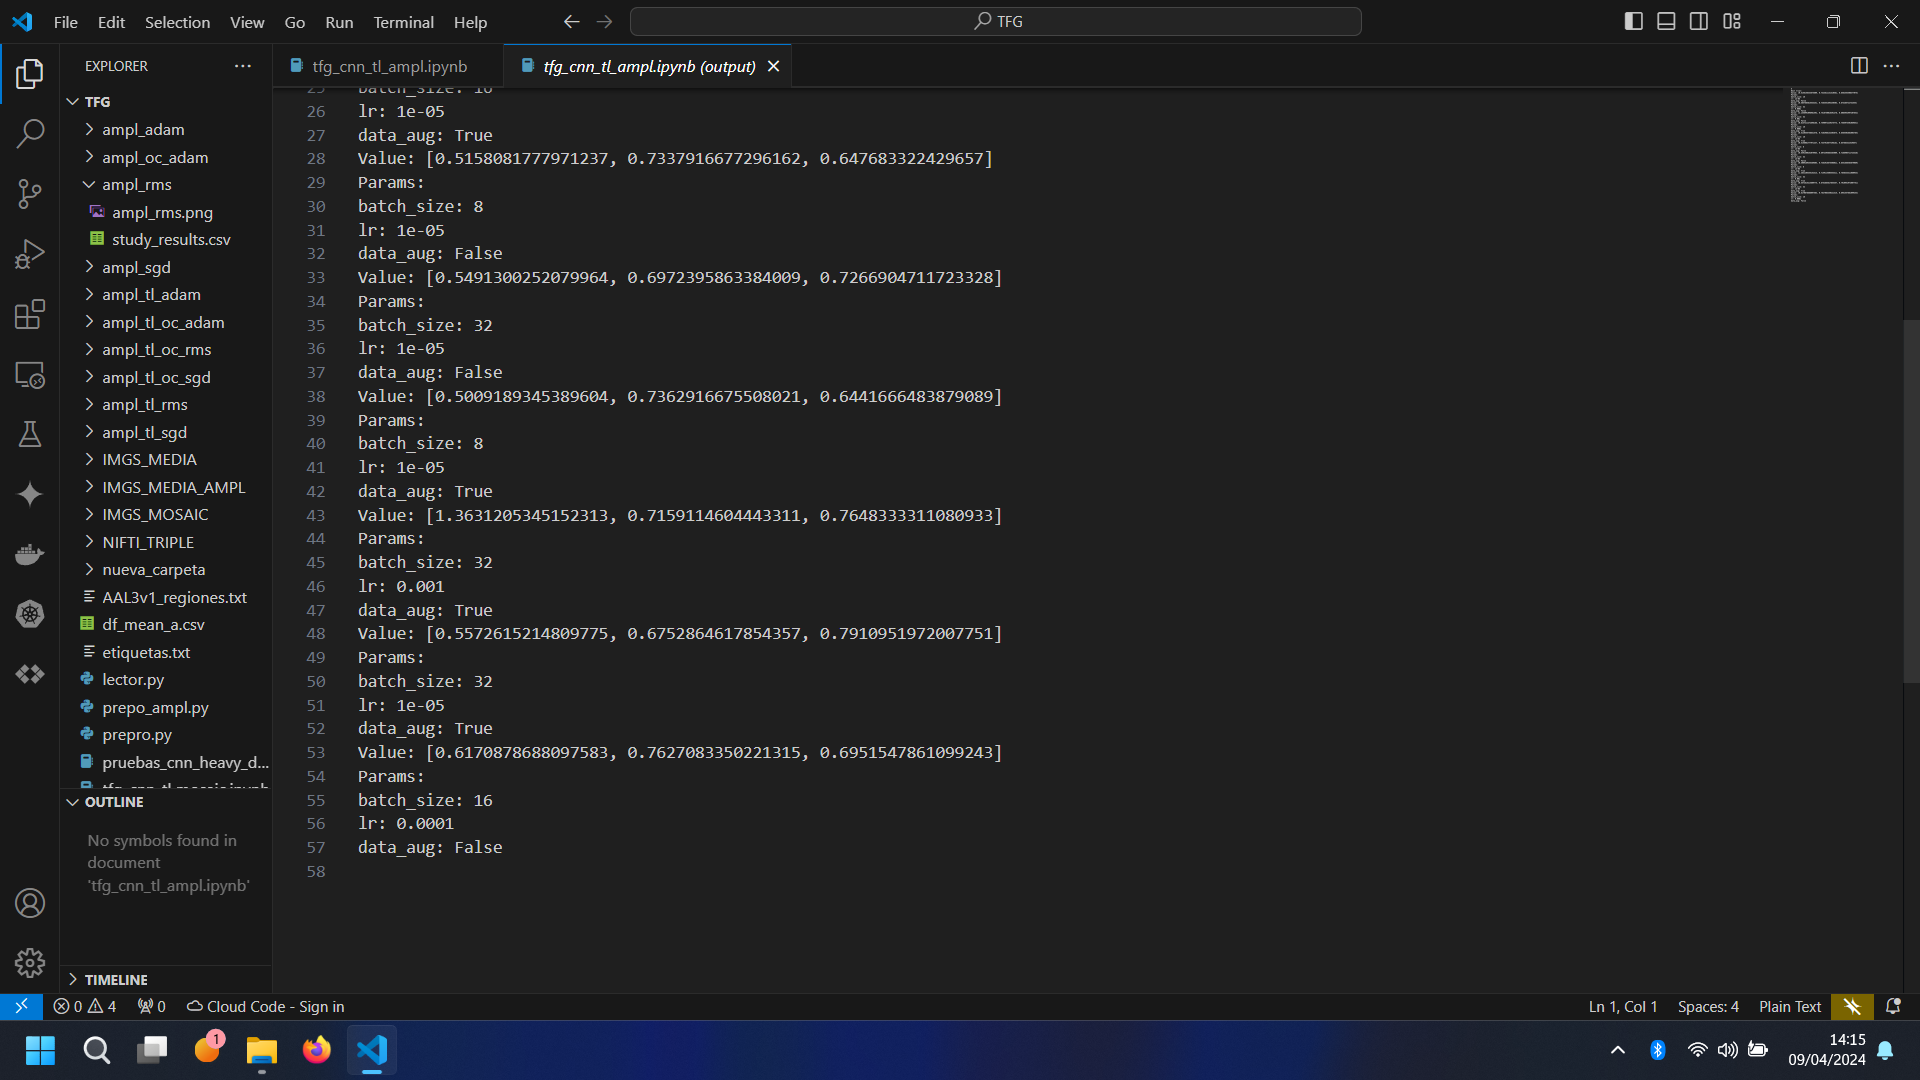 File Edit Selection View Go Run Terminal Help
TFG
EXPLORER
TFG
ampl_adam
ampl_oc_adam
ampl_rms
ampl_rms.png
study_results.csv
ampl_sgd
ampl_tl_adam
ampl_tl_oc_adam
ampl_tl_oc_rms
ampl_tl_oc_sgd
ampl_tl_rms
ampl_tl_sgd
IMGS_MEDIA
IMGS_MEDIA_AMPL
IMGS_MOSAIC
NIFTI_TRIPLE
nueva_carpeta
AAL3v1_regiones.txt
df_mean_a.csv
etiquetas.txt
lector.py
prepo_ampl.py
prepro.py
pruebas_cnn_heavy_d...
OUTLINE
No symbols found in
document
'tfg_cnn_tl_ampl.ipynb'
TIMELINE
tfg_cnn_tl_ampl.ipynb
tfg_cnn_tl_ampl.ipynb (output)
25 batch_size: 16
26 lr: 1e-05
27 data_aug: True
28 Value: [0.5158081777971237, 0.7337916677296162, 0.647683322429657]
29 Params:
30 batch_size: 8
31 lr: 1e-05
32 data_aug: False
33 Value: [0.5491300252079964, 0.6972395863384009, 0.7266904711723328]
34 Params:
35 batch_size: 32
36 lr: 1e-05
37 data_aug: False
38 Value: [0.5009189345389604, 0.7362916675508021, 0.6441666483879089]
39 Params:
40 batch_size: 8
41 lr: 1e-05
42 data_aug: True
43 Value: [1.3631205345152313, 0.7159114604443311, 0.7648333311080933]
44 Params:
45 batch_size: 32
46 lr: 0.001
47 data_aug: True
48 Value: [0.5572615214809775, 0.6752864617854357, 0.7910951972007751]
49 Params:
50 batch_size: 32
51 lr: 1e-05
52 data_aug: True
53 Value: [0.6170878688097583, 0.7627083350221315, 0.6951547861099243]
54 Params:
55 batch_size: 16
56 lr: 0.0001
57 data_aug: False
58
0 4 0 Cloud Code - Sign in
Ln 1, Col 1 Spaces: 4 Plain Text
1
14:15
09/04/2024